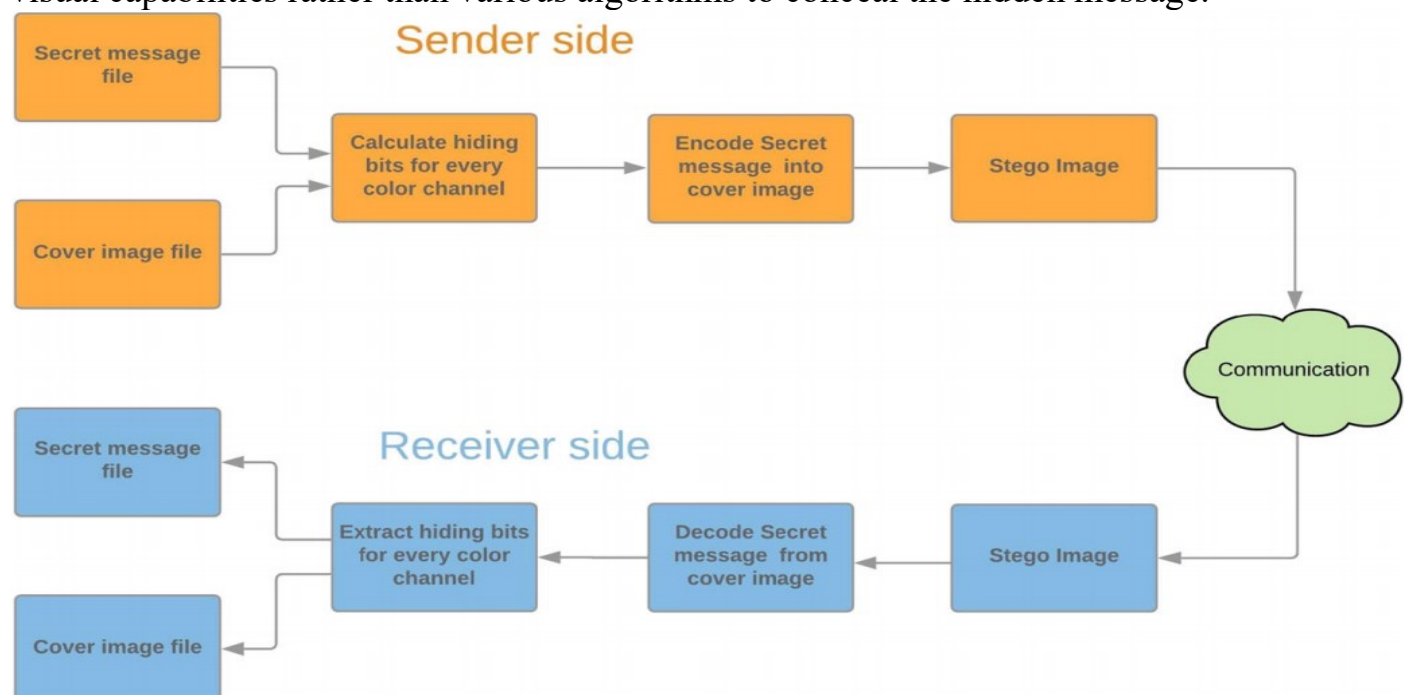 visual capabilities rather than various algorithms to conceal the hidden message.
Sender side
Secret message
file
Cover image file
Calculate hiding
bits for every
color channel
Encode Secret
message into
cover image
Stego Image
Communication
Receiver side
Secret message
file
Cover image file
Extract hiding bits
for every color
channel
Decode Secret
message from
cover image
Stego Image